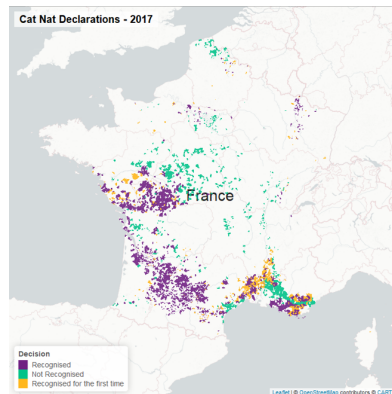 Cat Nat Declarations - 2017
France
Decision
Recognised
Not Recognised
Recognised for the first time
Leaflet | © OpenStreetMap contributors © CART